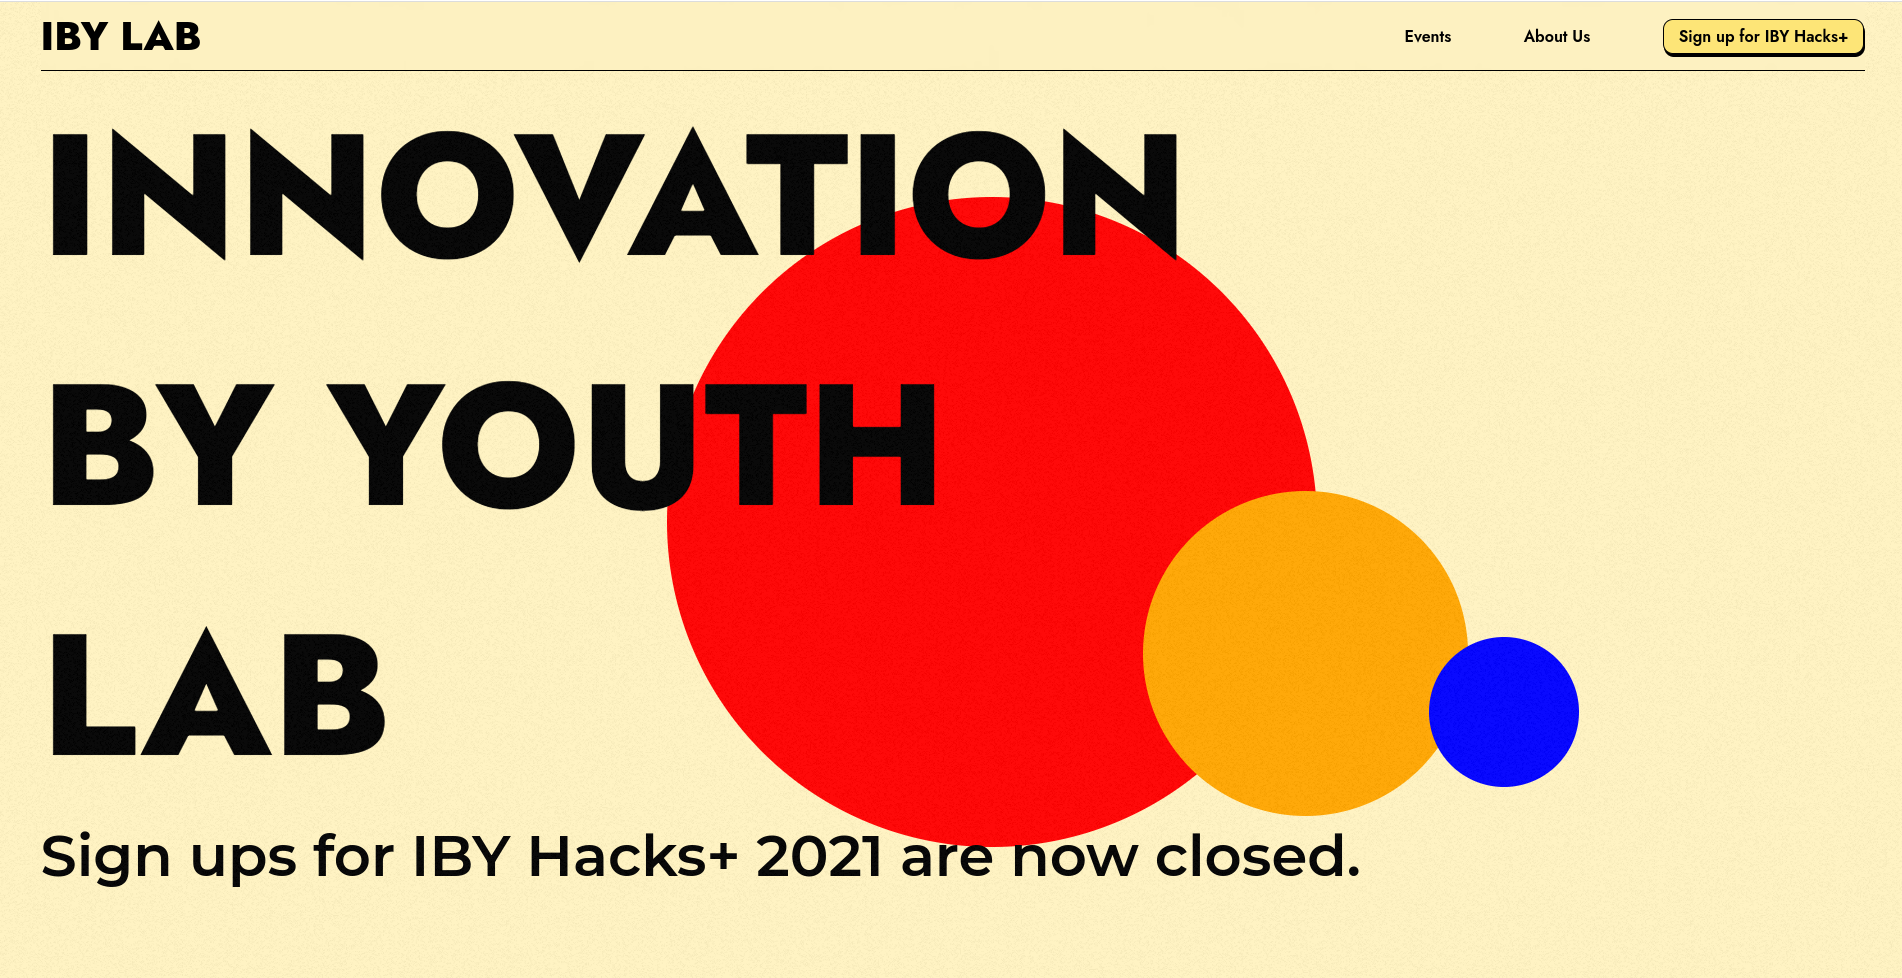 IBY LAB
Events
About Us
Sign up for IBY Hacks+
INNOVATION
BY YOUTH
LAB
Sign ups for IBY Hacks+ 2021 are now closed.